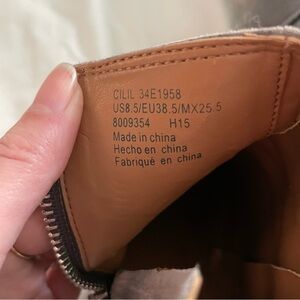 CILIL 34E1958
US8.5/EU38.5/MX25.5
8009354 H15
Made in china
Hecho en china
Fabriqué en china